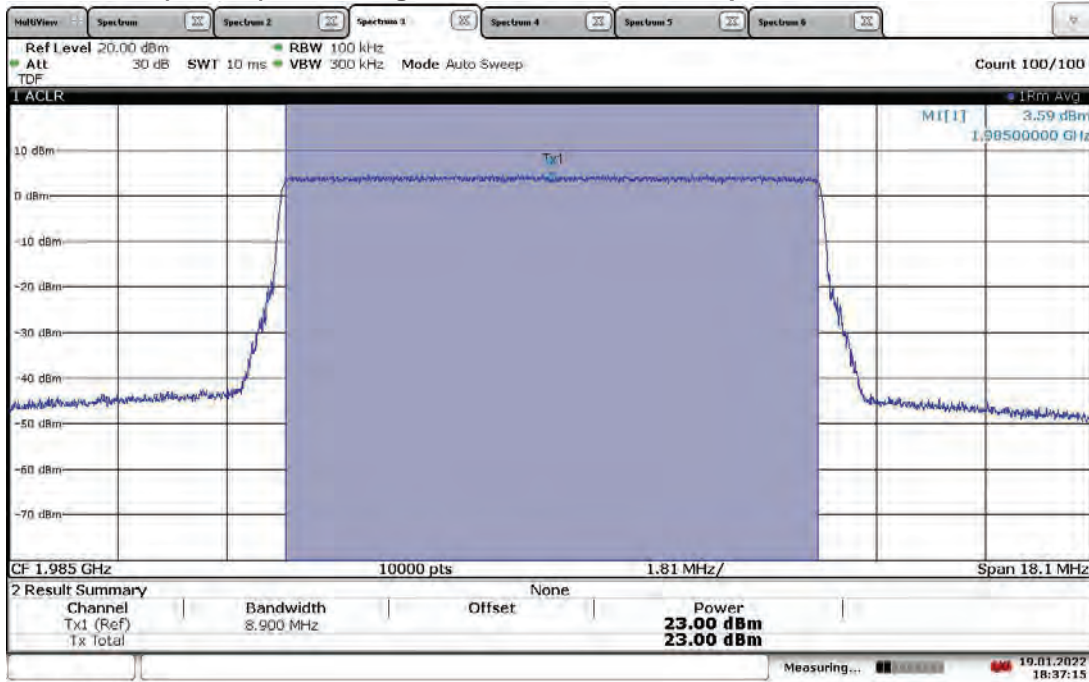 MultiView Spectrum Spectrum 2 Spectrum 3 Spectrum 4 Spectrum 5 Spectrum 6
Ref Level 20.00 dBm RBW 100 kHz
Att 30 dB SWT 10 ms VBW 300 kHz Mode Auto Sweep Count 100/100
TDF
1 ACLR 1Rm Avg
M1[1] 3.59 dBm
1.98500000 GHz
10 dBm
Tx1
0 dBm
-10 dBm
-20 dBm
-30 dBm
-40 dBm
-50 dBm
-60 dBm
-70 dBm
CF 1.985 GHz 10000 pts 1.81 MHz/ Span 18.1 MHz
2 Result Summary None
Channel Bandwidth Offset Power
Tx1 (Ref) 8.900 MHz 23.00 dBm
Tx Total 23.00 dBm
Measuring... 19.01.2022
18:37:15